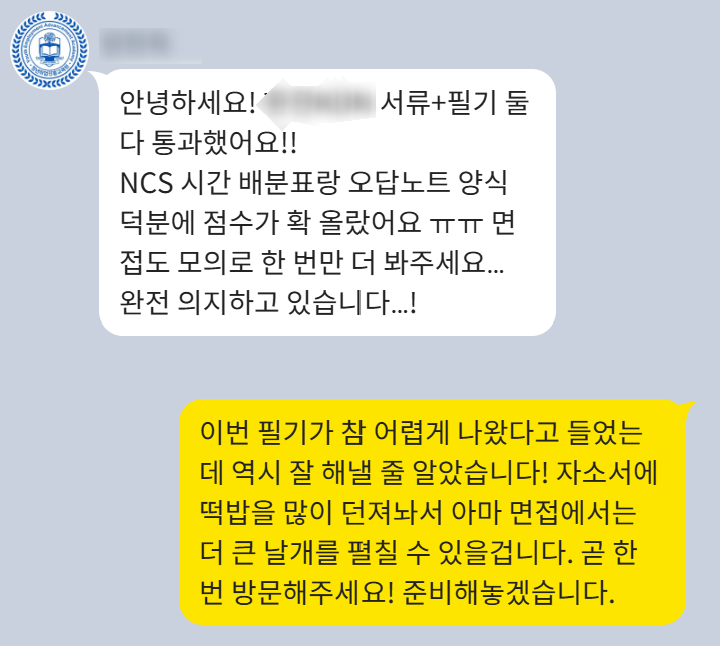 안녕하세요! 서류+필기 둘
다 통과했어요!!
NCS 시간 배분표랑 오답노트 양식
덕분에 점수가 확 올랐어요 ㅠㅠ 면
접도 모의로 한 번만 더 봐주세요...
완전 의지하고 있습니다...!
이번 필기가 참 어렵게 나왔다고 들었는
데 역시 잘 해낼 줄 알았습니다! 자소서에
떡밥을 많이 던져놔서 아마 면접에서는
더 큰 날개를 펼칠 수 있을겁니다. 곧 한
번 방문해주세요! 준비해놓겠습니다.